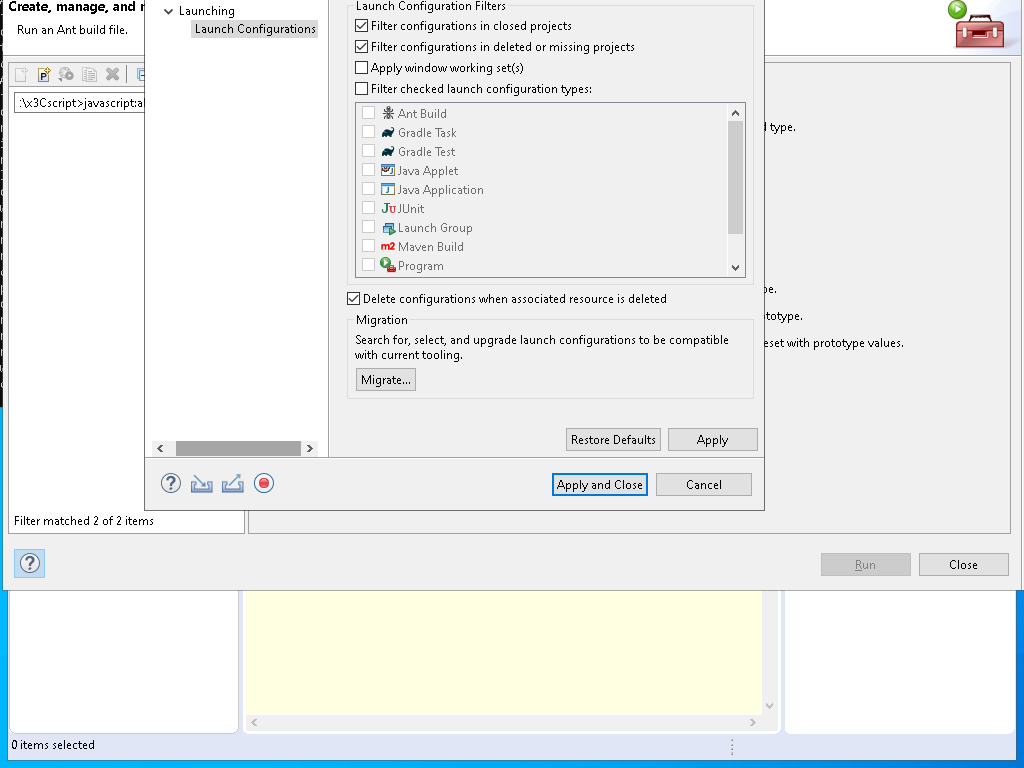 Create, manage, and
Run an Ant build file.
:\x3Cscript>javascript:al
Filter matched 2 of 2 items
Launching
Launch Configurations
Launch Configuration Filters
Filter configurations in closed projects
Filter configurations in deleted or missing projects
Apply window working set(s)
Filter checked launch configuration types:
Ant Build
Gradle Task
Gradle Test
Java Applet
Java Application
JUnit
Launch Group
Maven Build
Program
Delete configurations when associated resource is deleted
Migration
Search for, select, and upgrade launch configurations to be compatible
with current tooling.
Migrate...
Restore Defaults
Apply
Apply and Close
Cancel
type.
pe.
ototype.
eset with prototype values.
Run
Close
0 items selected